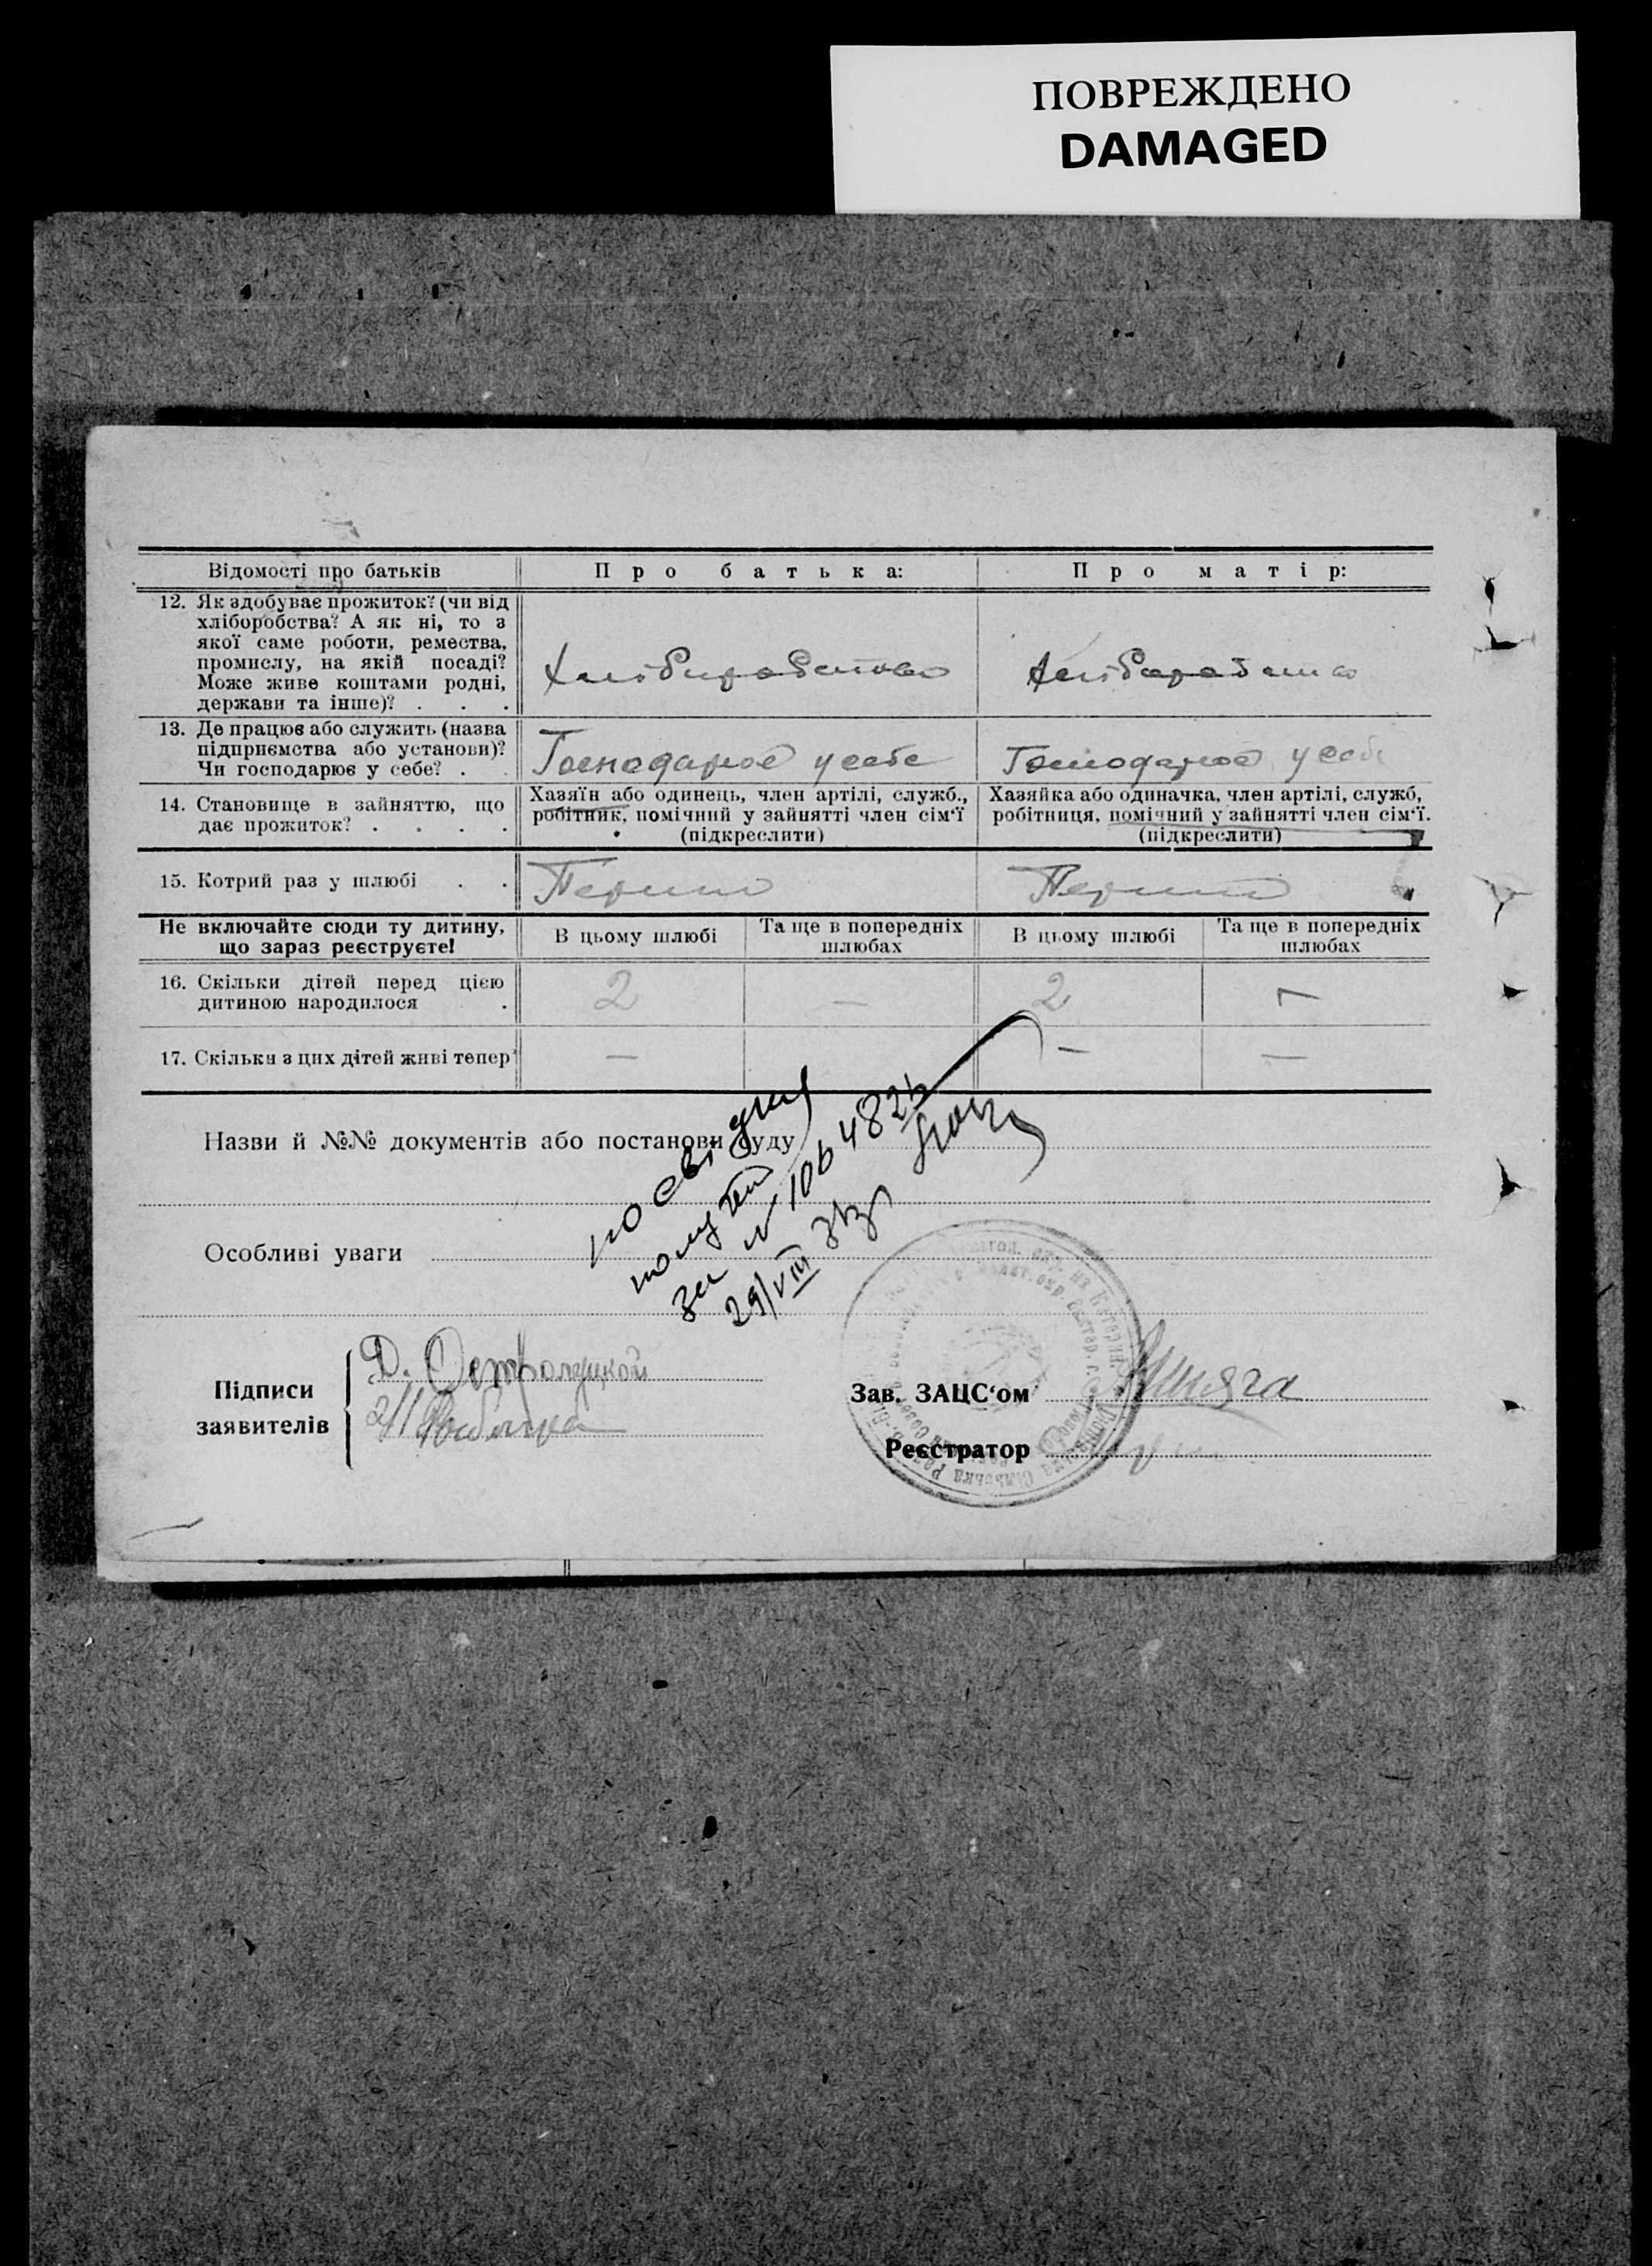 ПОВРЕЖДЕНО
DAMAGED
Відомості про батьків
Про батька:
Про матір:
12. Як здобуває прожиток? (чи від
хліборобства? А як ні, то з
якої саме роботи, ремества,
промислу, на якій посаді?
Може живе коштами родні,
держави та інше)? . . .
Хліборобство
Хліборобство
13. Де працює або служить (назва
підприємства або установи)?
Чи господарює у себе? . .
Господарює у себе
Господарює у себе
14. Становище в зайняттю, що
дає прожиток? . . . .
Хазяїн або одинець, член артілі, служб.,
робітник, помічний у зайнятті член сім'ї
(підкреслити)
Хазяйка або одиначка, член артілі, служб,
робітниця, помічний у зайнятті член сім'ї.
(підкреслити)
15. Котрий раз у шлюбі . .
Перший
Перший
Не включайте сюди ту дитину,
що зараз реєструєте!
В цьому шлюбі
Та ще в попередніх
шлюбах
В цьому шлюбі
Та ще в попередніх
шлюбах
16. Скільки дітей перед цією
дитиною народилося .
2
—
2
—
17. Скільки з цих дітей живі тепер
—
—
—
Назви й №№ документів або постанови суду
за № 1064826
29/VIII
Особливі уваги
Підписи
заявителів
Д.
Зав. ЗАЦС‘ом
Реєстратор